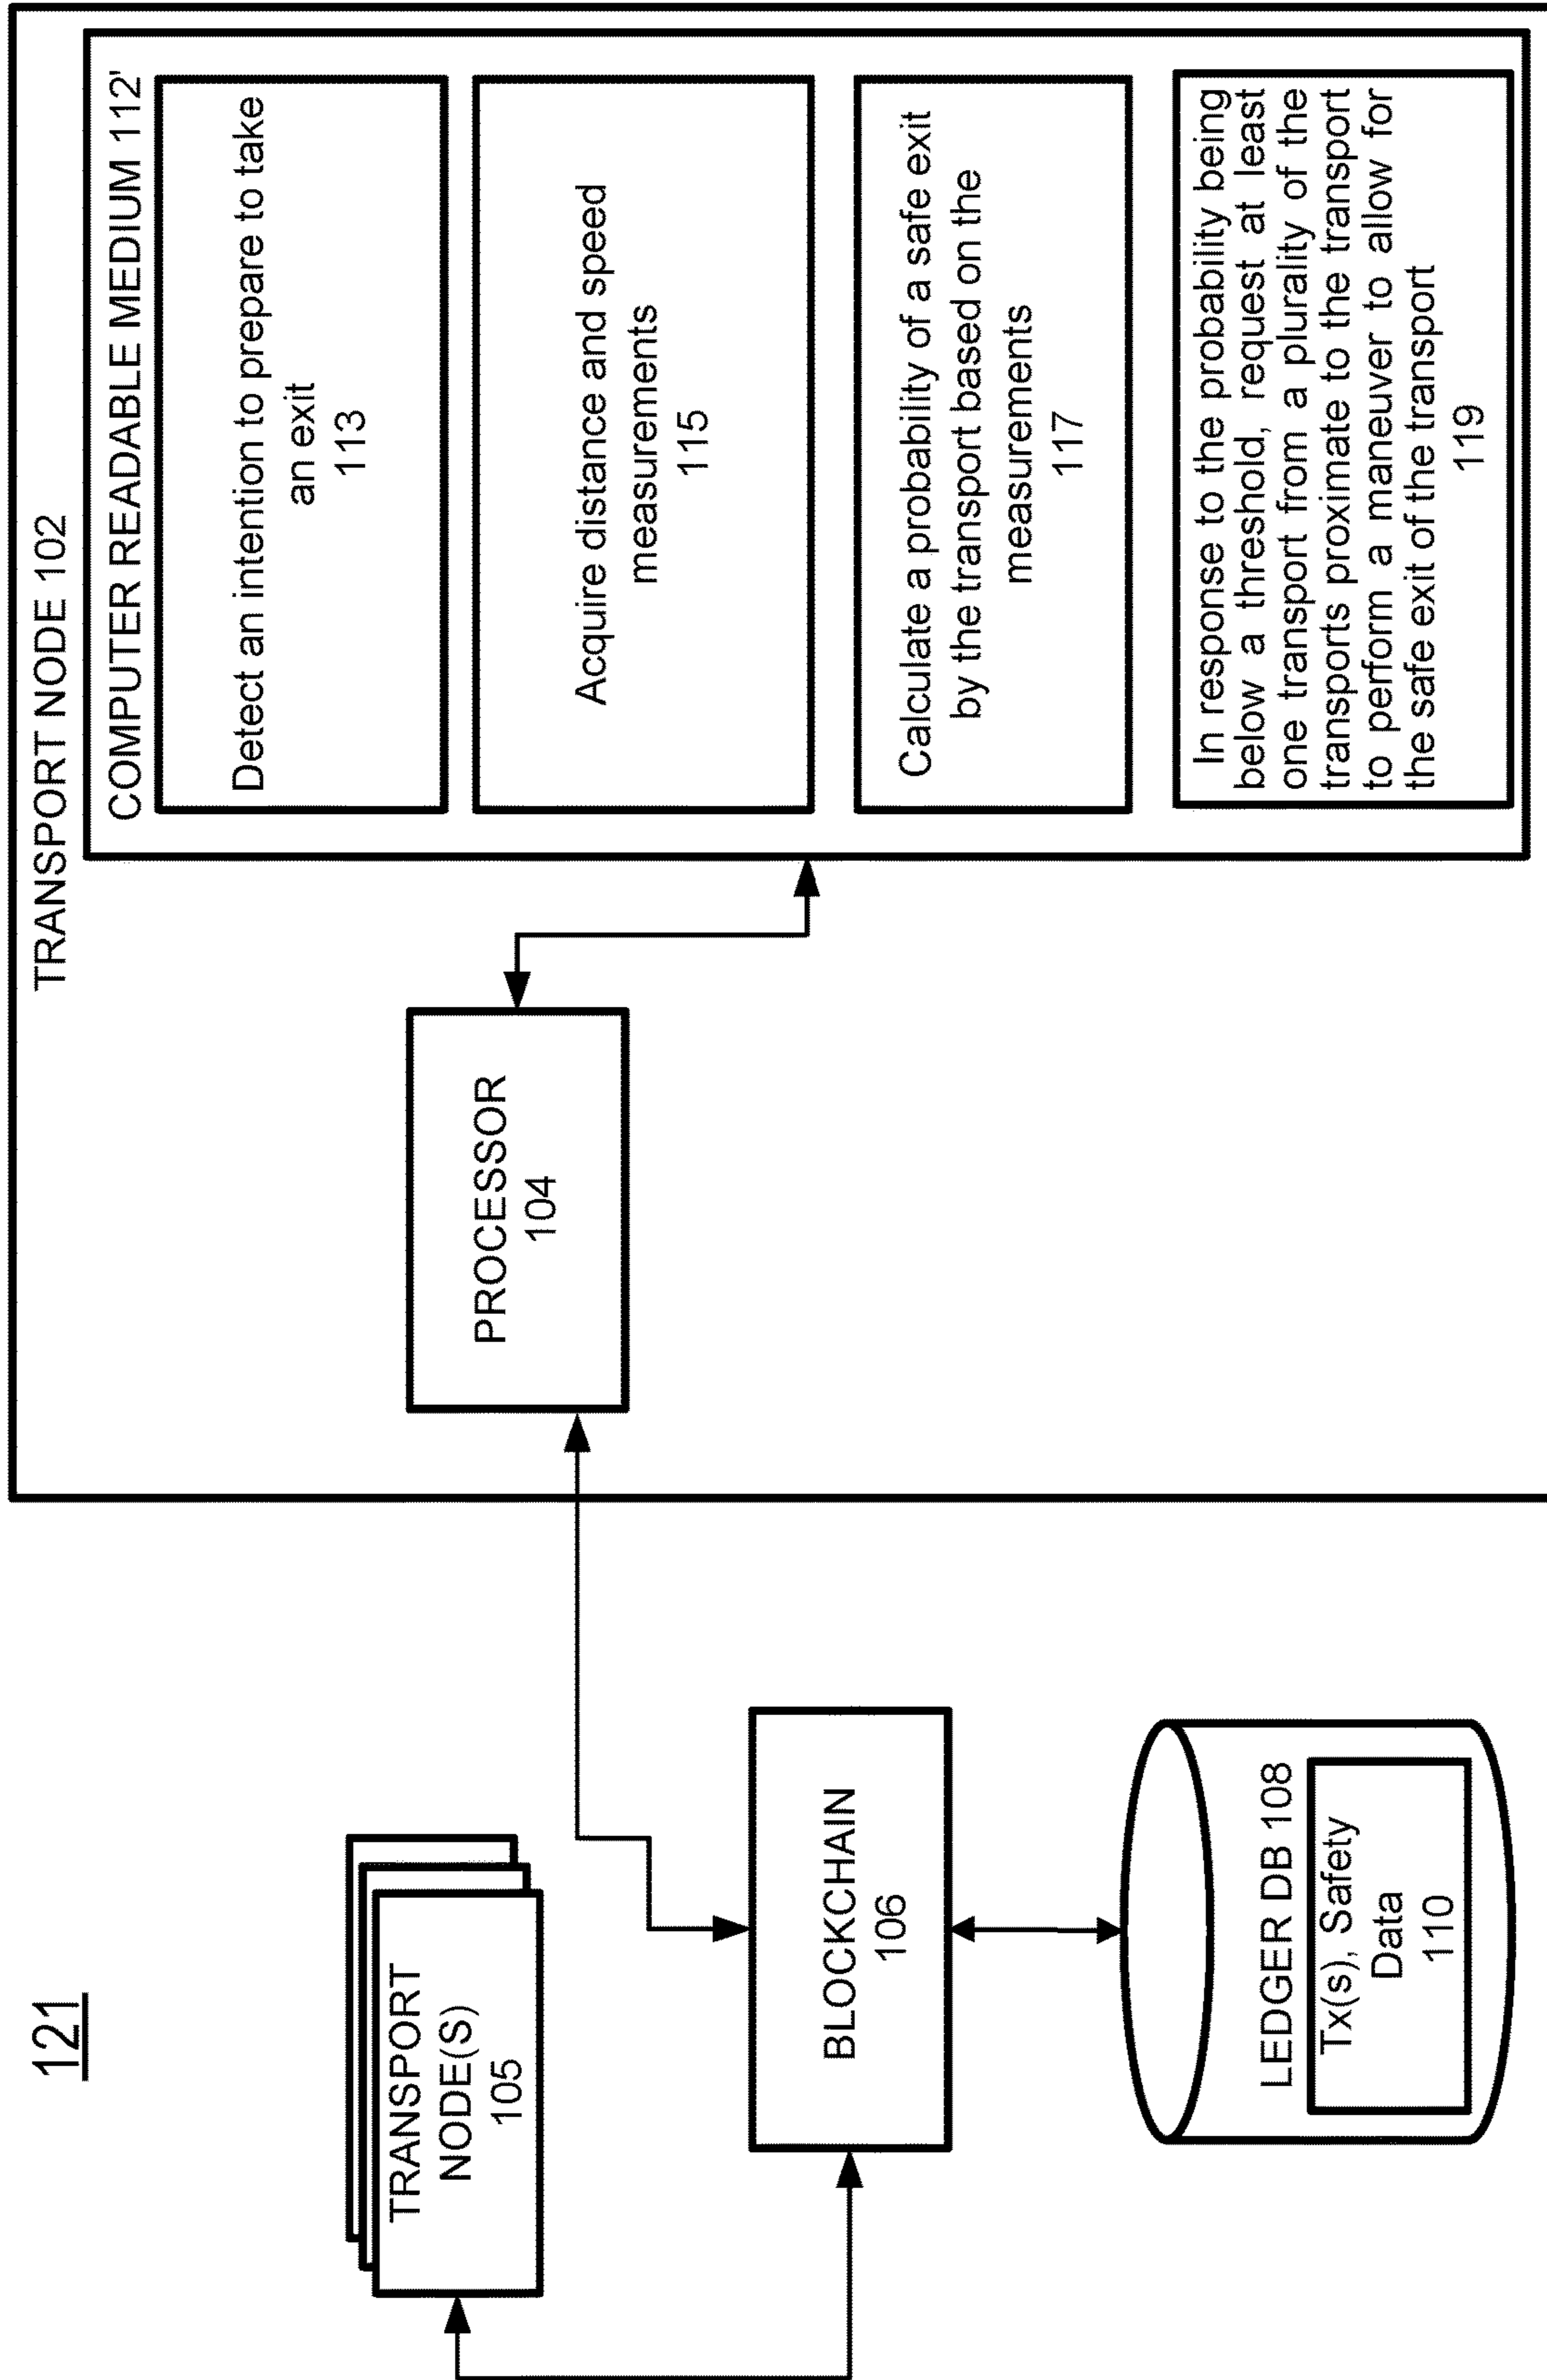 121
TRANSPORT NODE 102
COMPUTER READABLE MEDIUM 112'
Detect an intention to prepare to take
an exit
113
Acquire distance and speed
measurements
115
Calculate a probability of a safe exit
by the transport based on the
measurements
117
In response to the probability being
below a threshold, request at least
one transport from a plurality of the
transports proximate to the transport
to perform a maneuver to allow for
the safe exit of the transport
119
PROCESSOR
104
TRANSPORT
NODE(S)
105
BLOCKCHAIN
106
LEDGER DB 108
Tx(s), Safety
Data
110